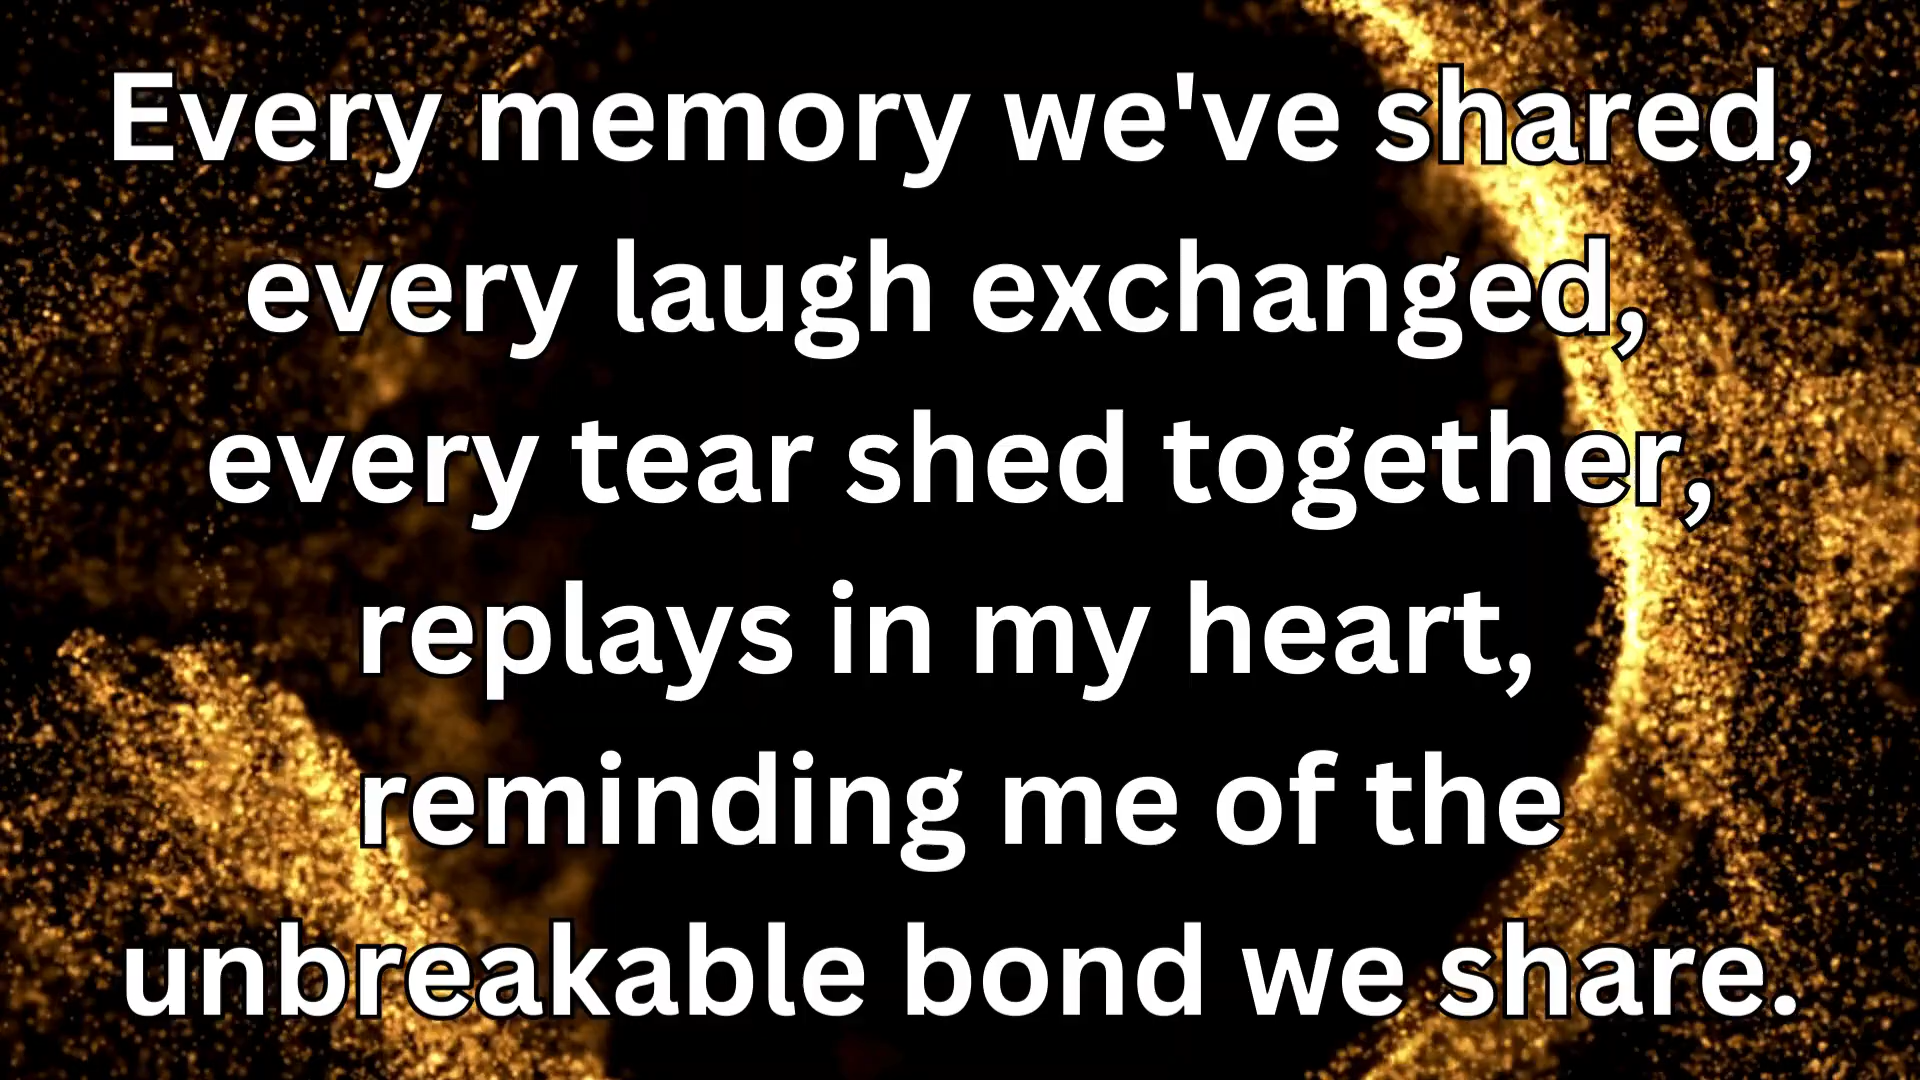 Every memory we've shared,
every laugh exchanged,
every tear shed together,
replays in my heart,
reminding me of the
unbreakable bond we share.